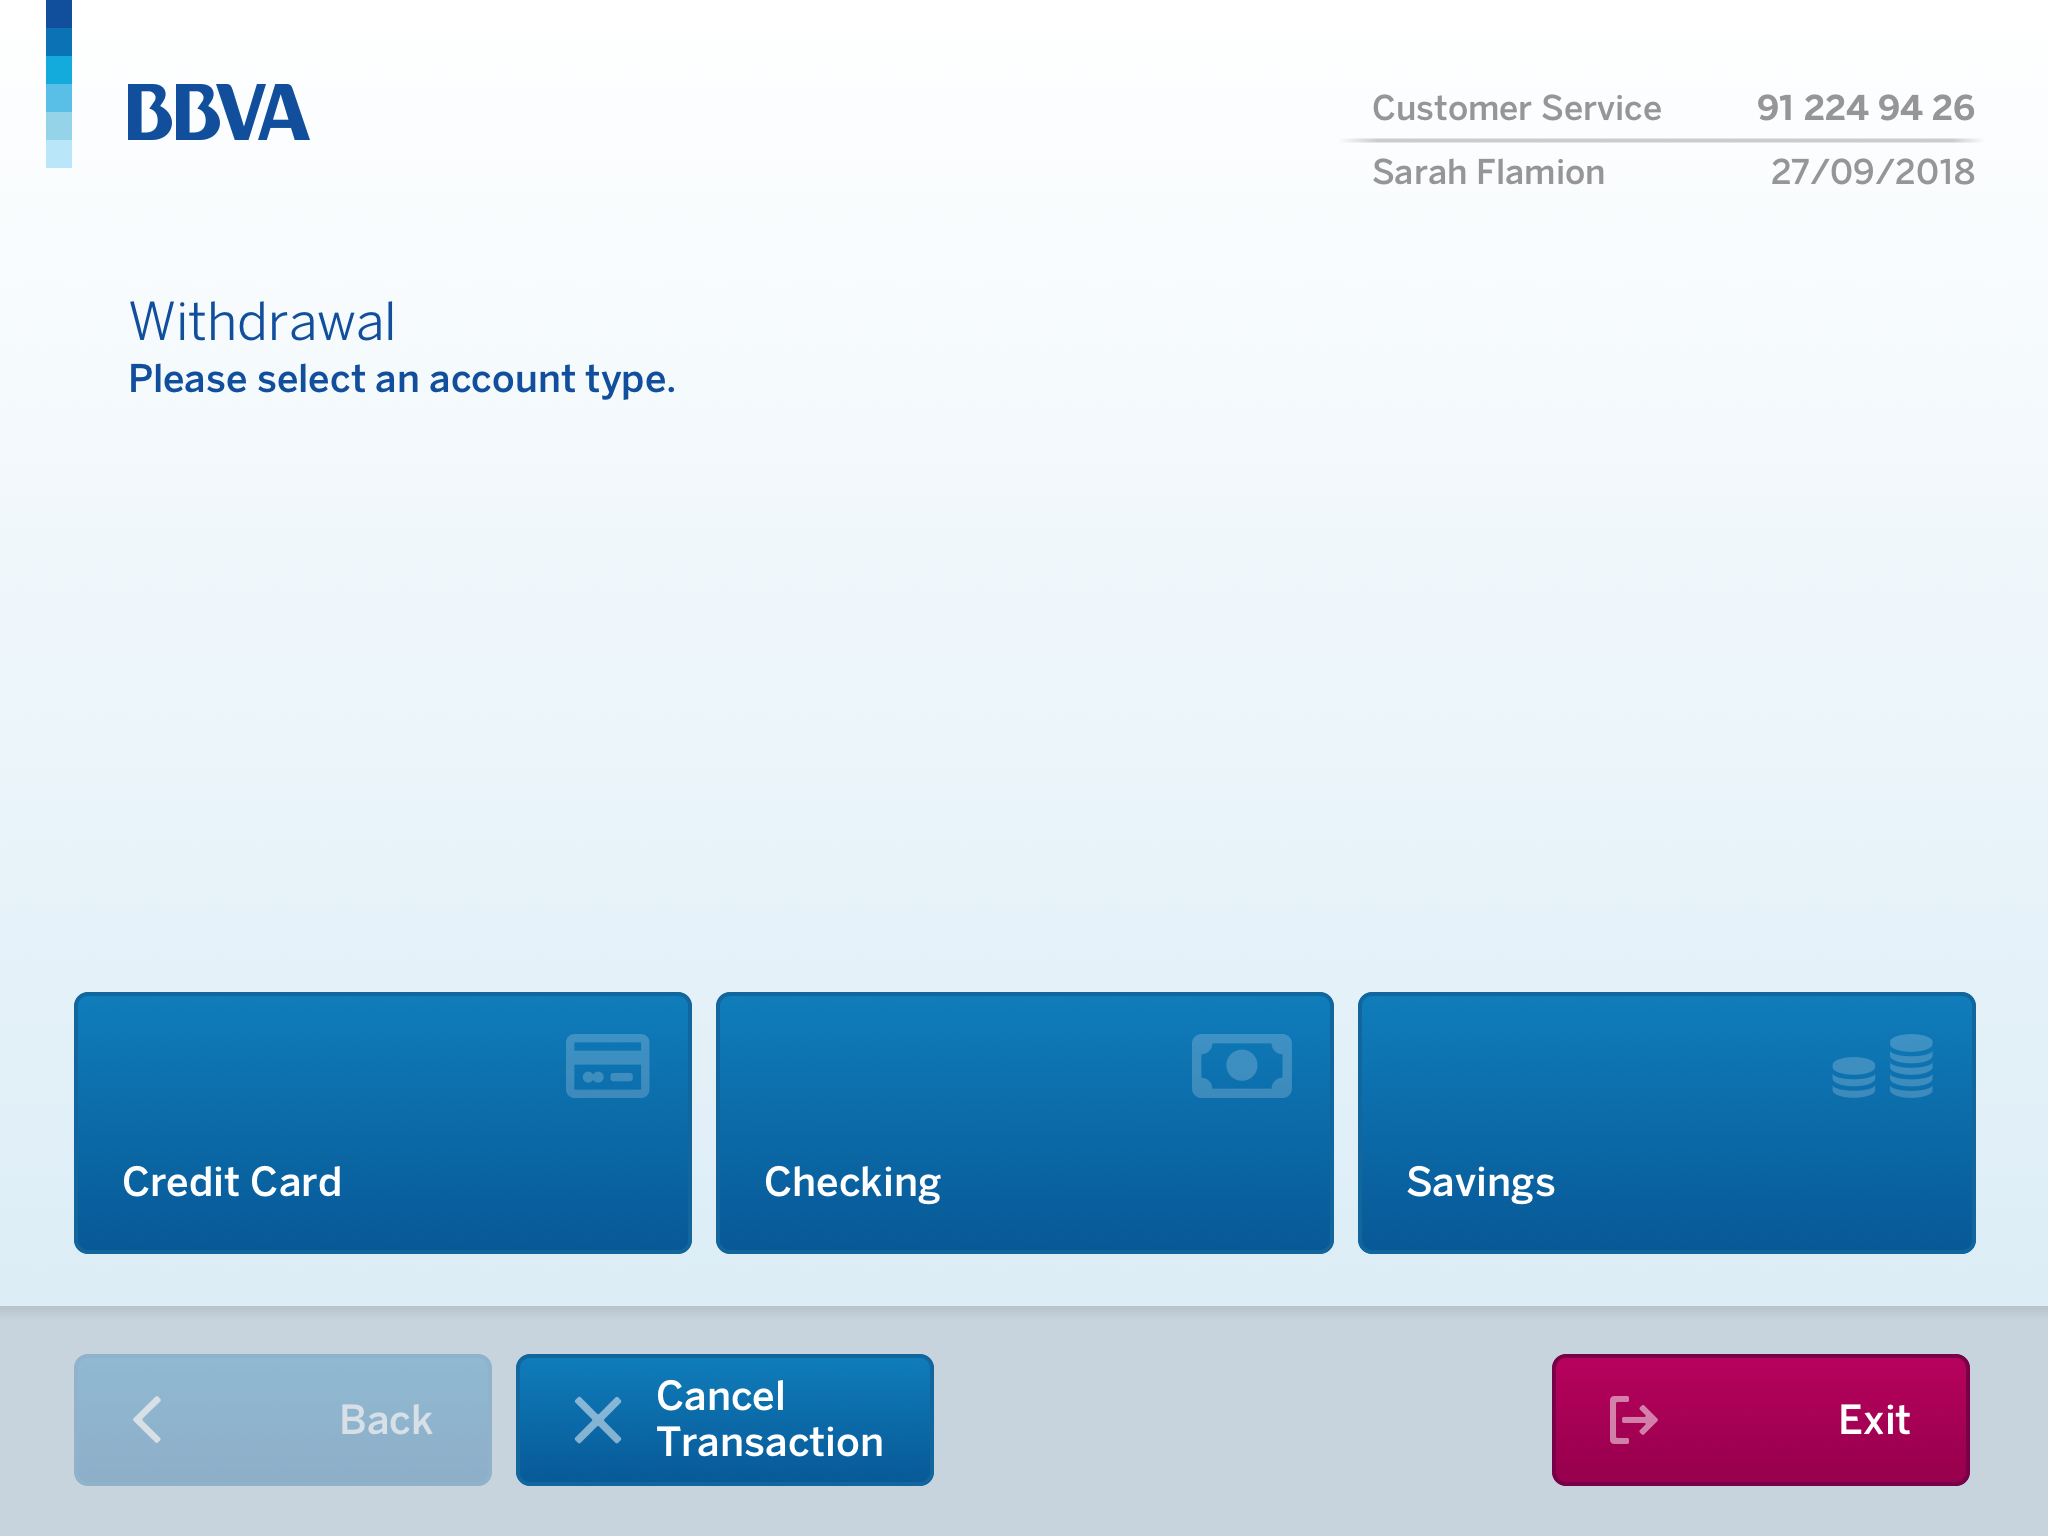 BBVA
Customer Service 91 224 94 26
Sarah Flamion 27/09/2018
Withdrawal
Please select an account type.
Credit Card
Checking
Savings
Back
Cancel
Transaction
Exit